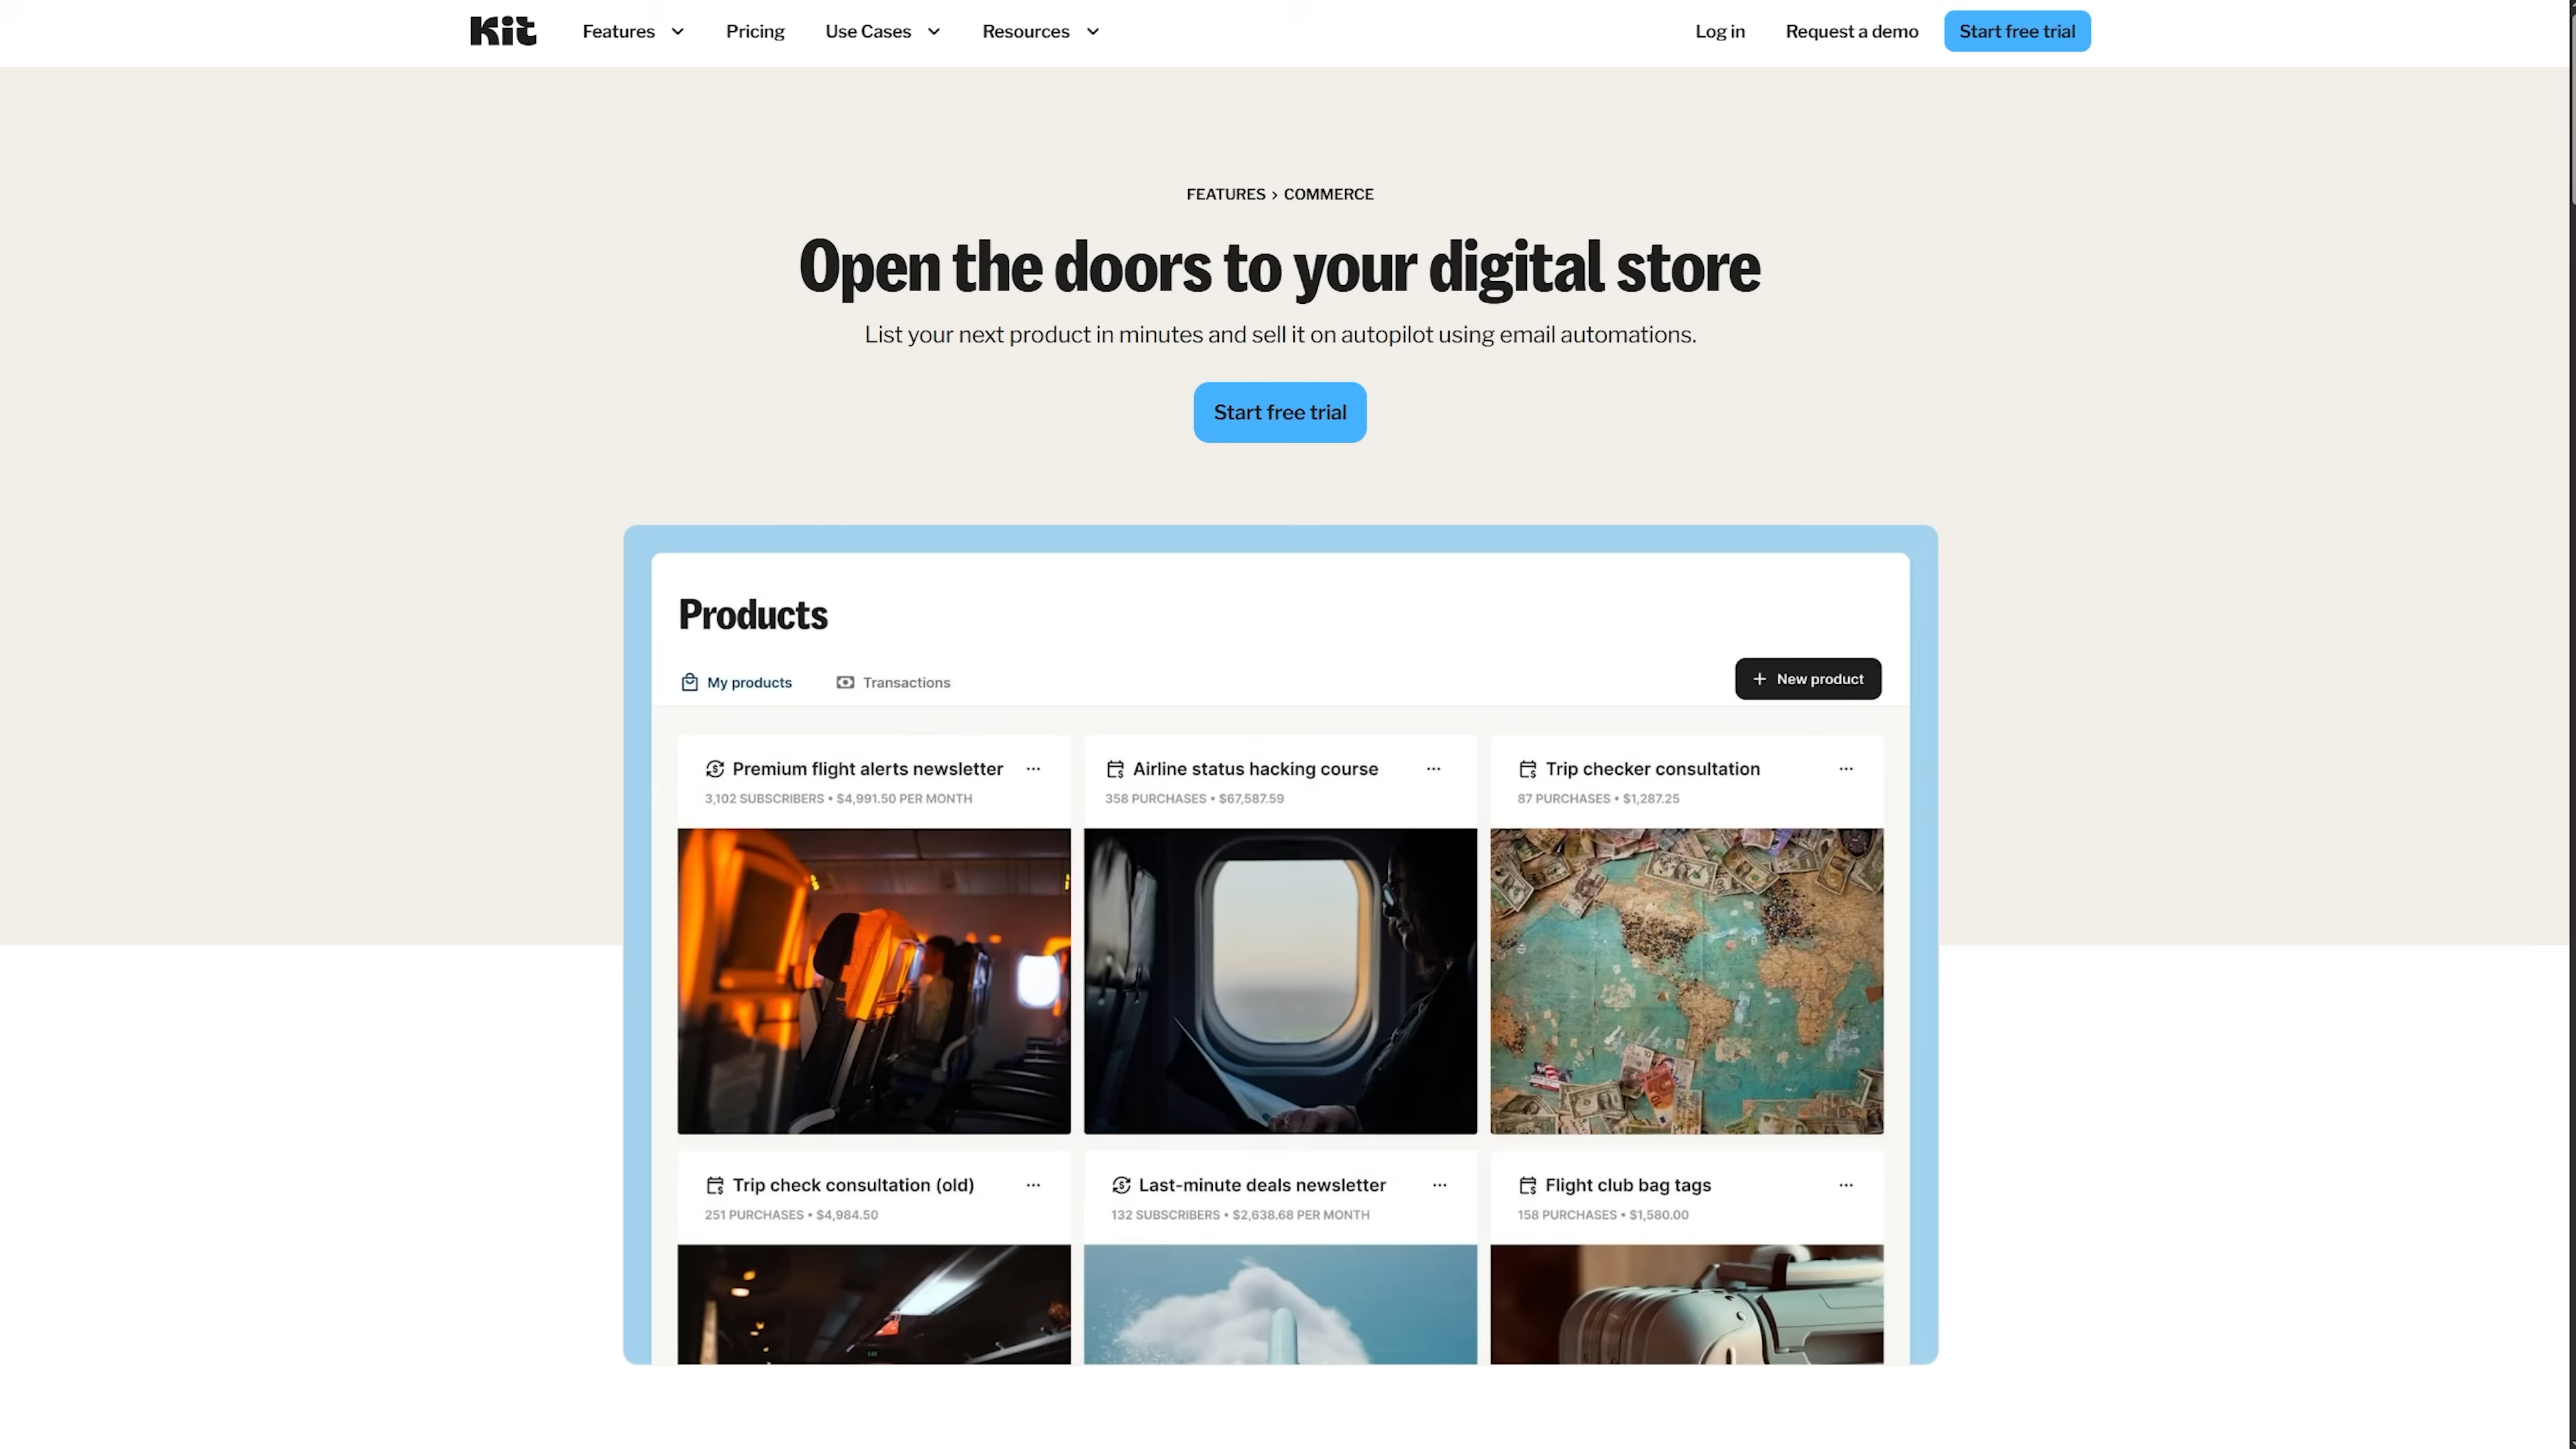 Kit
Features
Pricing
Use Cases
Resources
Log in
Request a demo
Start free trial
FEATURES › COMMERCE
Open the doors to your digital store
List your next product in minutes and sell it on autopilot using email automations.
Start free trial
Products
My products
Transactions
+ New product
Premium flight alerts newsletter ...
3,102 SUBSCRIBERS • $4,991.50 PER MONTH
Airline status hacking course ...
358 PURCHASES • $67,587.59
Trip checker consultation ...
87 PURCHASES • $1,287.25
Trip check consultation (old) ...
251 PURCHASES • $4,984.50
Last-minute deals newsletter ...
132 SUBSCRIBERS • $2,638.68 PER MONTH
Flight club bag tags ...
158 PURCHASES • $1,580.00